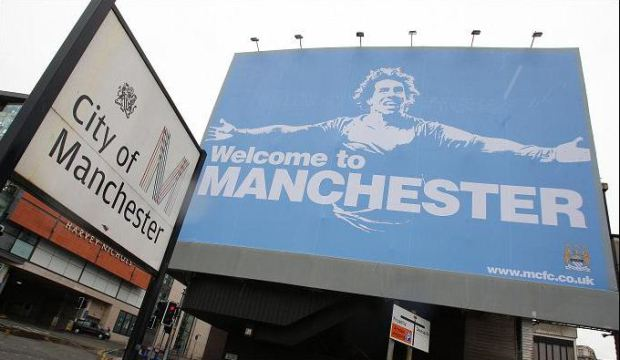 City of
Manchester
M
HARVEY NICHOLS
Welcome to
MANCHESTER
www.mcfc.co.uk